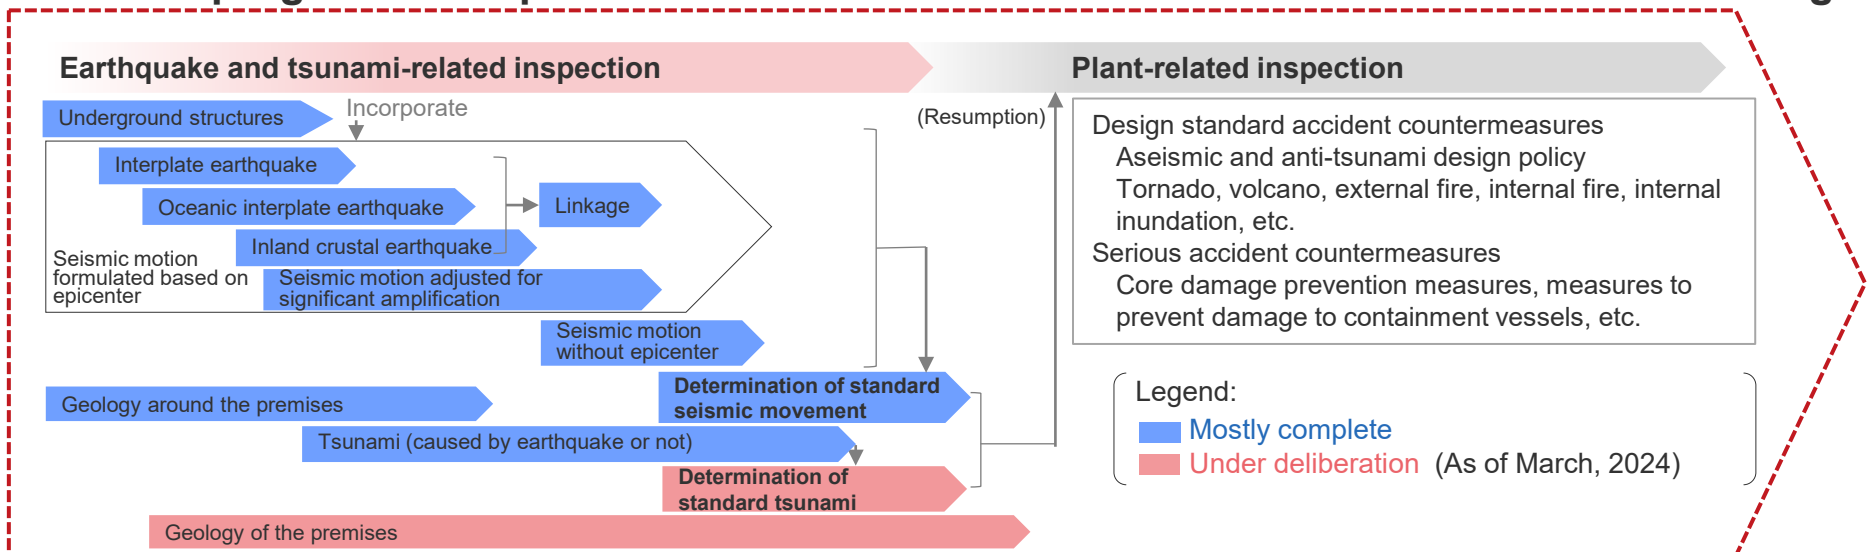 Earthquake and tsunami-related inspection
Plant-related inspection
Underground structures
Incorporate
(Resumption)
Interplate earthquake
Oceanic interplate earthquake
Linkage
Inland crustal earthquake
Seismic motion
formulated based on
epicenter
Seismic motion adjusted for
significant amplification
Seismic motion
without epicenter
Determination of standard
seismic movement
Geology around the premises
Tsunami (caused by earthquake or not)
Determination of
standard tsunami
Geology of the premises
Design standard accident countermeasures
Aseismic and anti-tsunami design policy
Tornado, volcano, external fire, internal fire, internal
inundation, etc.
Serious accident countermeasures
Core damage prevention measures, measures to
prevent damage to containment vessels, etc.
Legend:
Mostly complete
Under deliberation (As of March, 2024)